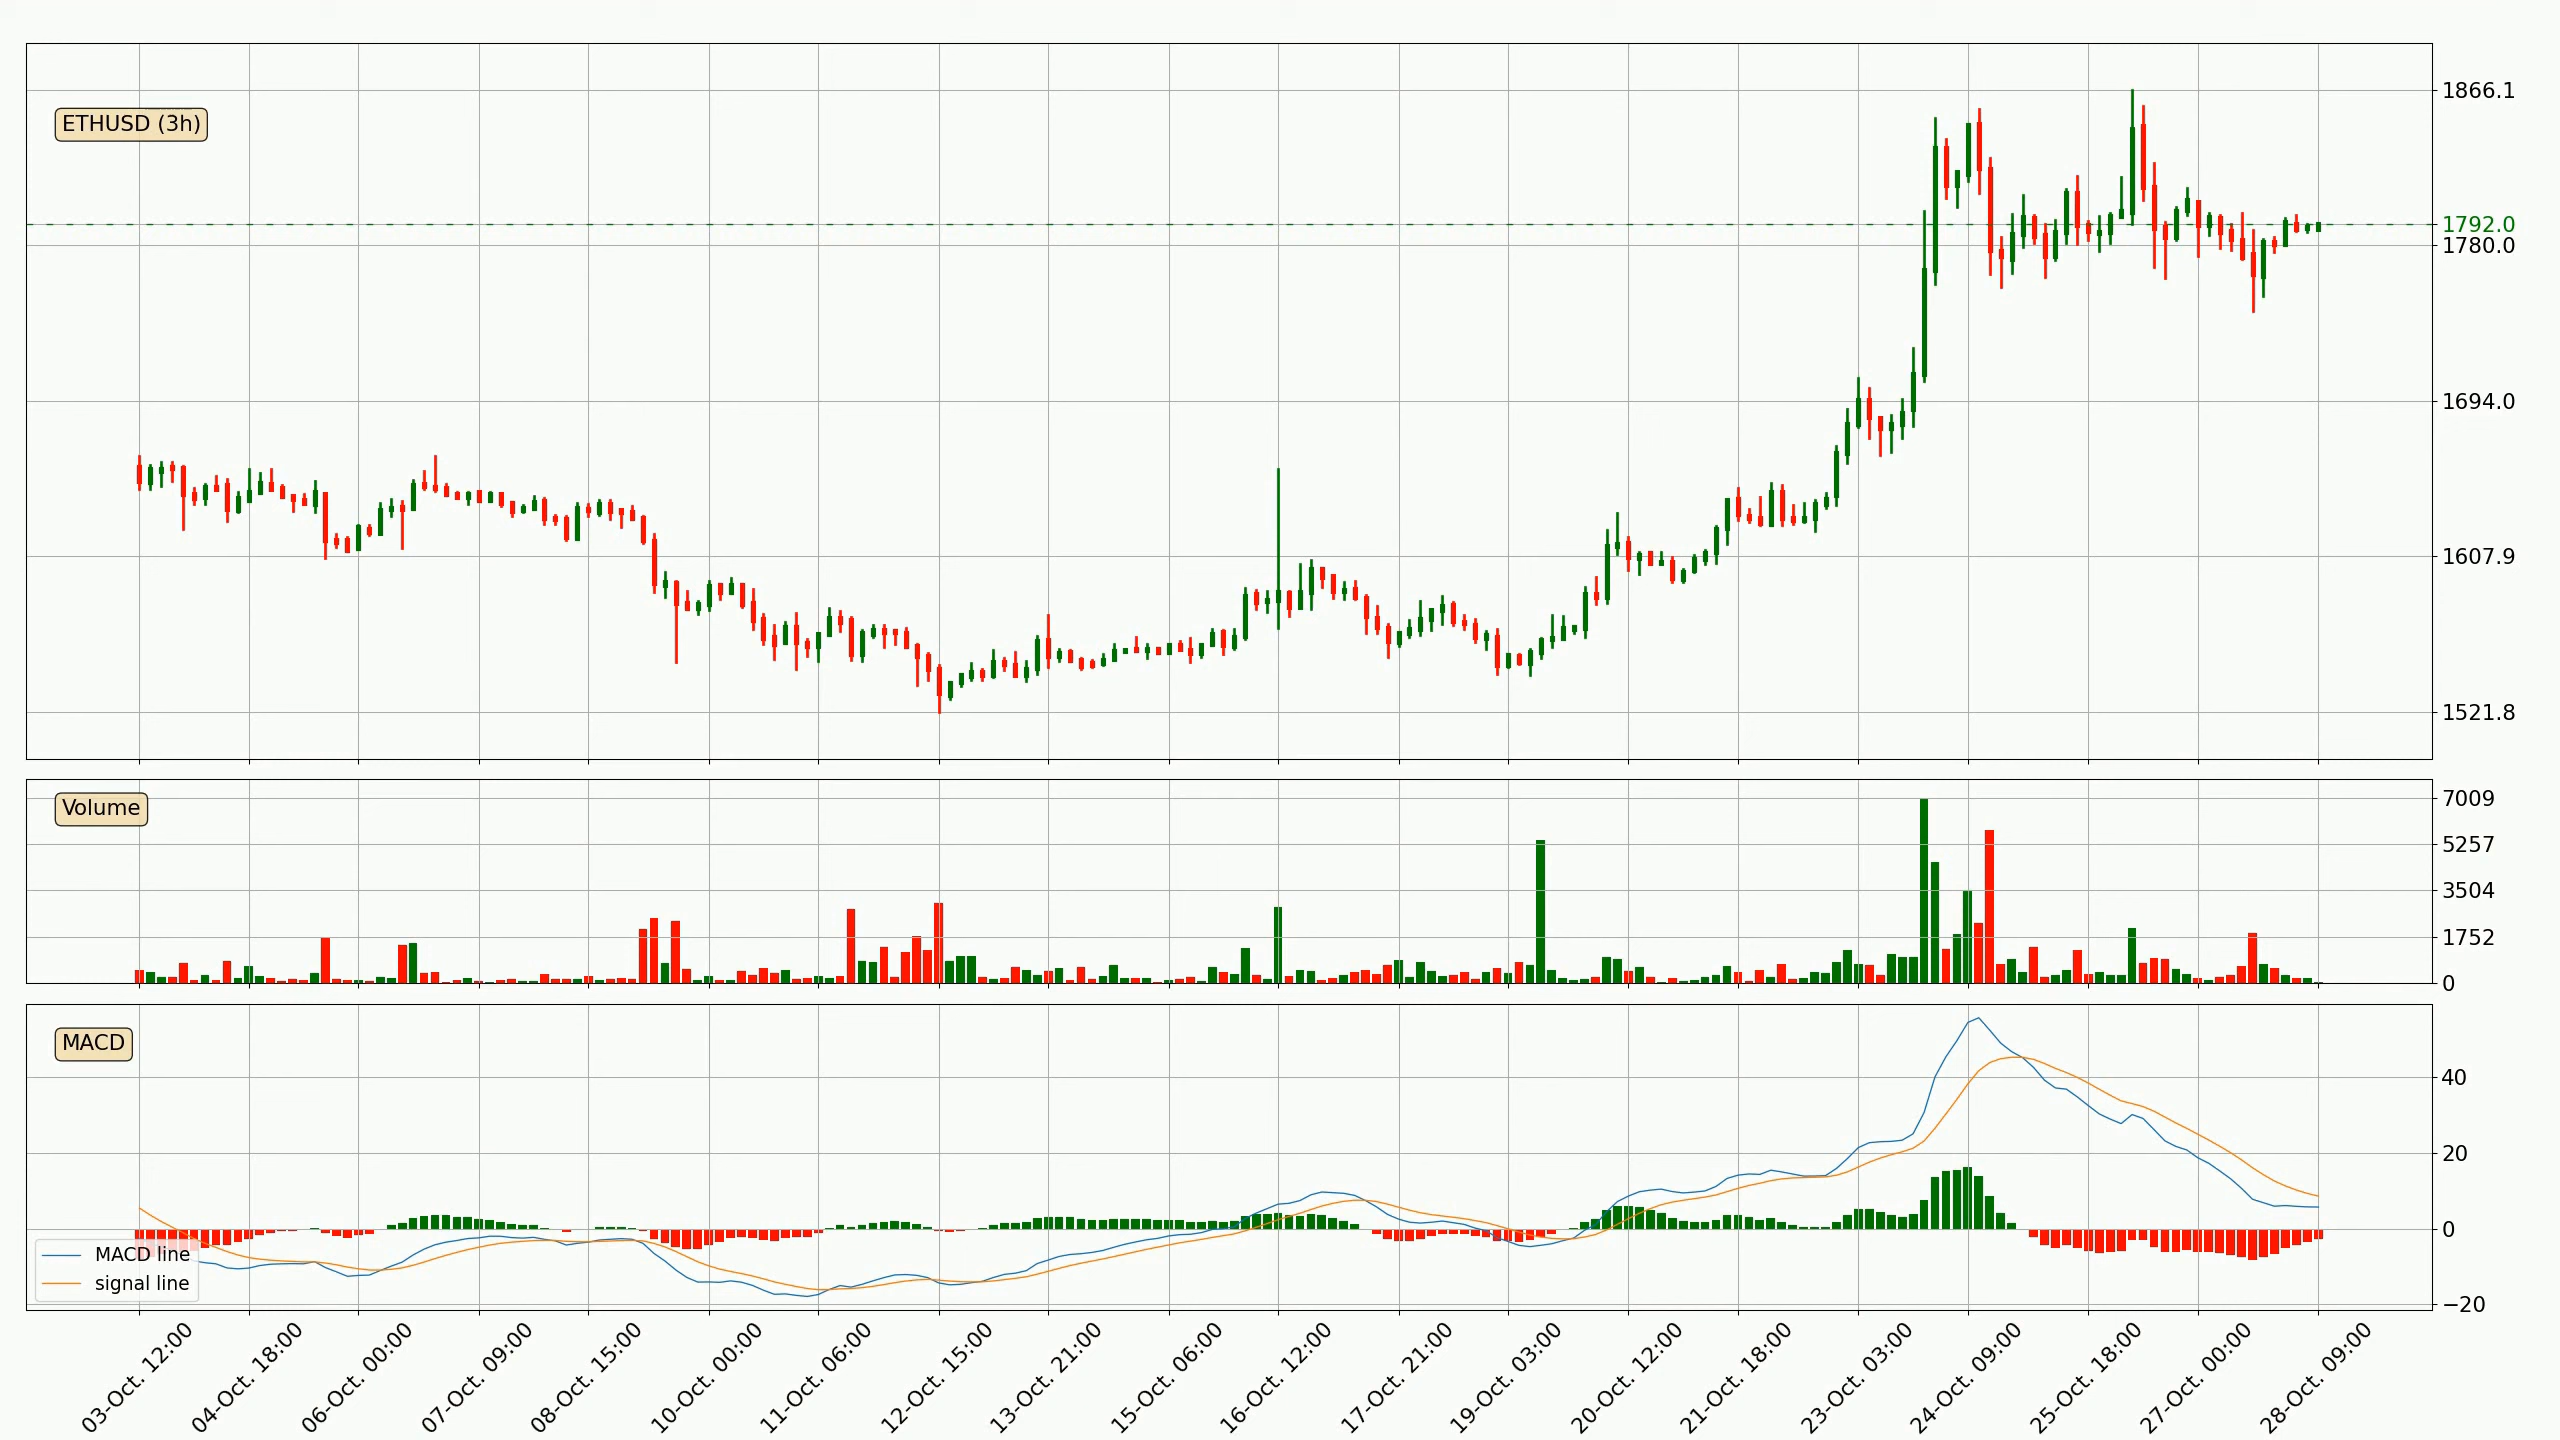 ETHUSD (3h)
1866.1
1792.0
1780.0
1694.0
1607.9
1521.8
Volume
7009
5257
3504
1752
0
MACD
40
20
0
−20
MACD line
signal line
03-Oct. 12:00
04-Oct. 18:00
06-Oct. 00:00
07-Oct. 09:00
08-Oct. 15:00
10-Oct. 00:00
11-Oct. 06:00
12-Oct. 15:00
13-Oct. 21:00
15-Oct. 06:00
16-Oct. 12:00
17-Oct. 21:00
19-Oct. 03:00
20-Oct. 12:00
21-Oct. 18:00
23-Oct. 03:00
24-Oct. 09:00
25-Oct. 18:00
27-Oct. 00:00
28-Oct. 09:00